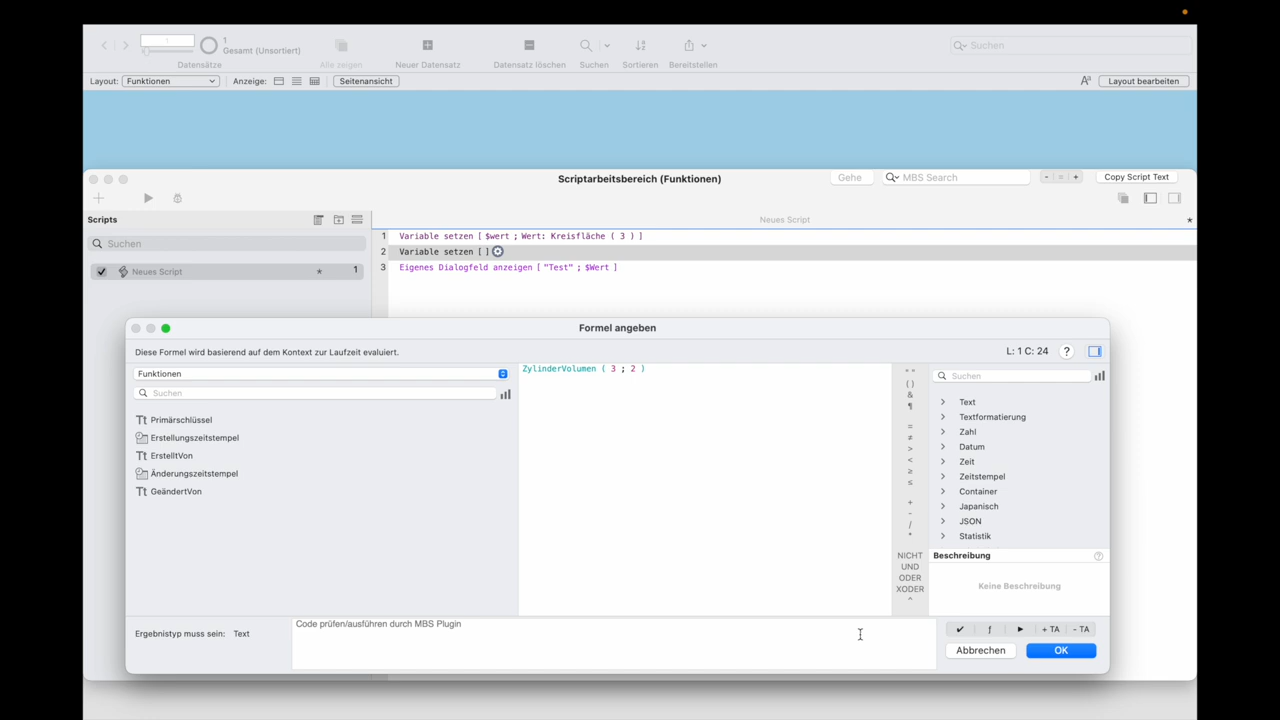 1
1
Gesamt (Unsortiert)
Suchen
Datensätze
Alle zeigen
Neuer Datensatz
Datensatz löschen
Suchen
Sortieren
Bereitstellen
Layout:
Funktionen
Anzeige:
Seitenansicht
Aa
Layout bearbeiten
Scriptarbeitsbereich (Funktionen)
Gehe
MBS Search
- = +
Copy Script Text
Scripts
Neues Script
*
Suchen
Neues Script
*
1
1 Variable setzen [ $wert ; Wert: Kreisfläche ( 3 ) ]
2 Variable setzen [ ]
3 Eigenes Dialogfeld anzeigen [ "Test" ; $Wert ]
Formel angeben
Diese Formel wird basierend auf dem Kontext zur Laufzeit evaluiert.
L: 1 C: 24
?
Funktionen
Suchen
Tt Primärschlüssel
Erstellungszeitstempel
Tt ErstelltVon
Änderungszeitstempel
Tt GeändertVon
ZylinderVolumen ( 3 ; 2 )
" "
( )
&
¶
=
≠
>
<
≥
≤
+
-
/
*
NICHT
UND
ODER
XODER
^
Suchen
Text
Textformatierung
Zahl
Datum
Zeit
Zeitstempel
Container
Japanisch
JSON
Statistik
Beschreibung
?
Keine Beschreibung
Ergebnistyp muss sein: Text
Code prüfen/ausführen durch MBS Plugin
✔ ƒ ▶ + TA - TA
Abbrechen
OK